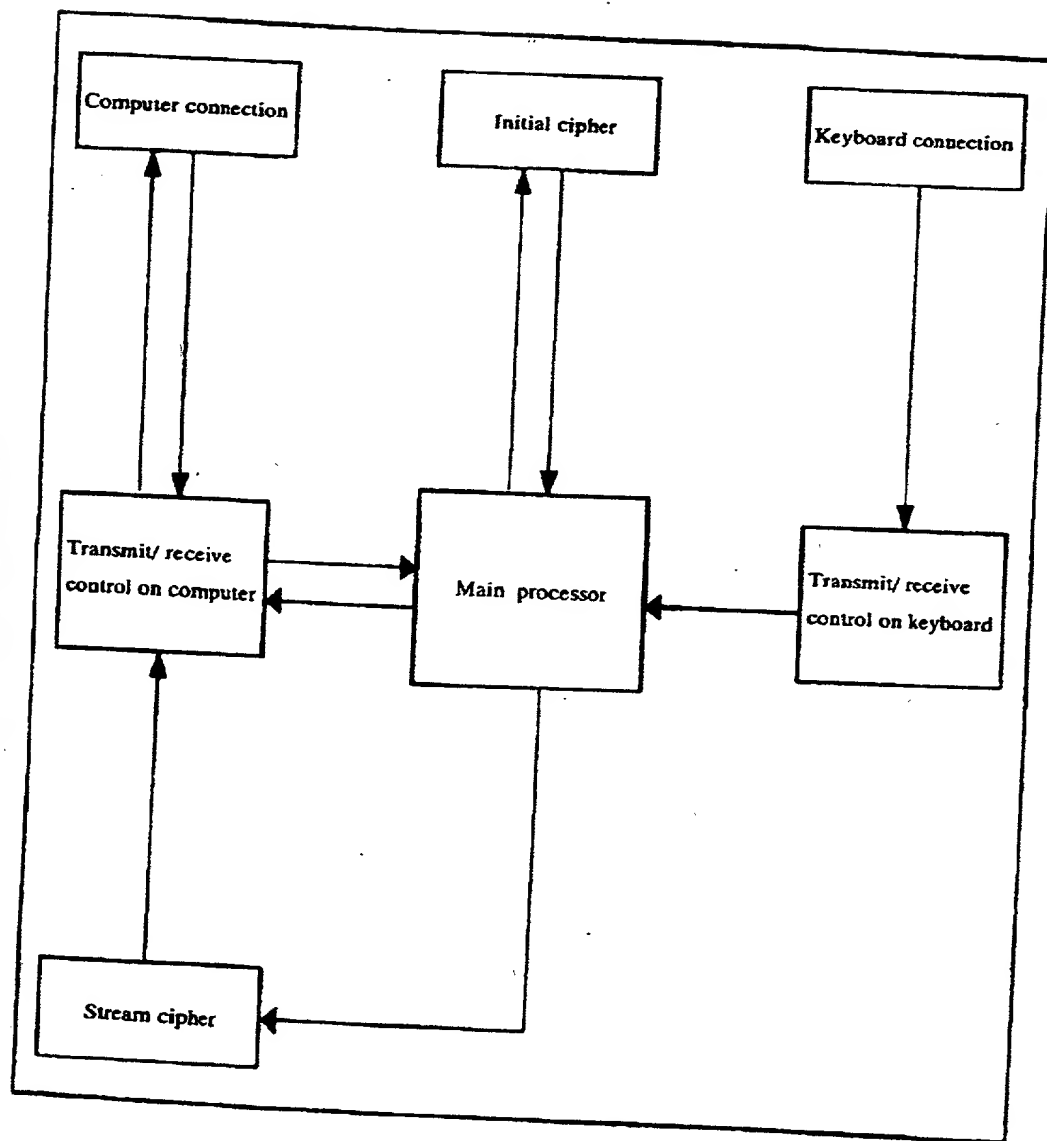 Computer connection
Initial cipher
Keyboard connection
Transmit/ receive
control on computer
Main processor
Transmit/ receive
control on keyboard
Stream cipher